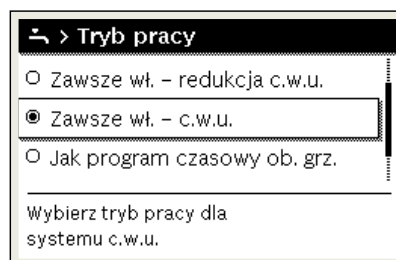 > Tryb pracy
Zawsze wł. – redukcja c.w.u.
Zawsze wł. – c.w.u.
Jak program czasowy ob. grz.
Wybierz tryb pracy dla
systemu c.w.u.